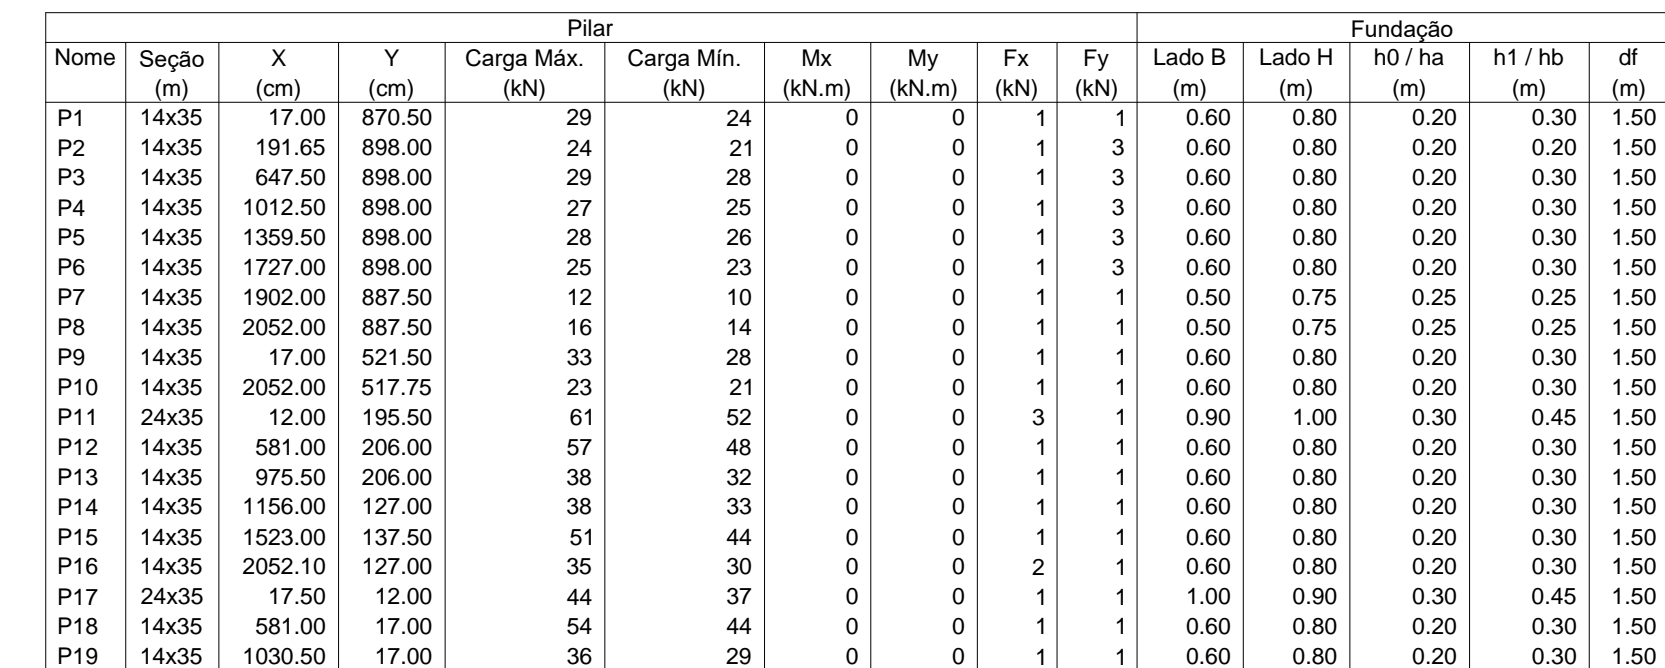 Pilar Fundação
Nome Seção X Y Carga Máx. Carga Mín. Mx My Fx Fy Lado B Lado H h0 / ha h1 / hb df
(m) (cm) (cm) (kN) (kN) (kN.m) (kN.m) (kN) (kN) (m) (m) (m) (m) (m)
P1 14x35 17.00 870.50 29 24 0 0 1 1 0.60 0.80 0.20 0.30 1.50
P2 14x35 191.65 898.00 24 21 0 0 1 3 0.60 0.80 0.20 0.20 1.50
P3 14x35 647.50 898.00 29 28 0 0 1 3 0.60 0.80 0.20 0.30 1.50
P4 14x35 1012.50 898.00 27 25 0 0 1 3 0.60 0.80 0.20 0.30 1.50
P5 14x35 1359.50 898.00 28 26 0 0 1 3 0.60 0.80 0.20 0.30 1.50
P6 14x35 1727.00 898.00 25 23 0 0 1 3 0.60 0.80 0.20 0.30 1.50
P7 14x35 1902.00 887.50 12 10 0 0 1 1 0.50 0.75 0.25 0.25 1.50
P8 14x35 2052.00 887.50 16 14 0 0 1 1 0.50 0.75 0.25 0.25 1.50
P9 14x35 17.00 521.50 33 28 0 0 1 1 0.60 0.80 0.20 0.30 1.50
P10 14x35 2052.00 517.75 23 21 0 0 1 1 0.60 0.80 0.20 0.30 1.50
P11 24x35 12.00 195.50 61 52 0 0 3 1 0.90 1.00 0.30 0.45 1.50
P12 14x35 581.00 206.00 57 48 0 0 1 1 0.60 0.80 0.20 0.30 1.50
P13 14x35 975.50 206.00 38 32 0 0 1 1 0.60 0.80 0.20 0.30 1.50
P14 14x35 1156.00 127.00 38 33 0 0 1 1 0.60 0.80 0.20 0.30 1.50
P15 14x35 1523.00 137.50 51 44 0 0 1 1 0.60 0.80 0.20 0.30 1.50
P16 14x35 2052.10 127.00 35 30 0 0 2 1 0.60 0.80 0.20 0.30 1.50
P17 24x35 17.50 12.00 44 37 0 0 1 1 1.00 0.90 0.30 0.45 1.50
P18 14x35 581.00 17.00 54 44 0 0 1 1 0.60 0.80 0.20 0.30 1.50
P19 14x35 1030.50 17.00 36 29 0 0 1 1 0.60 0.80 0.20 0.30 1.50